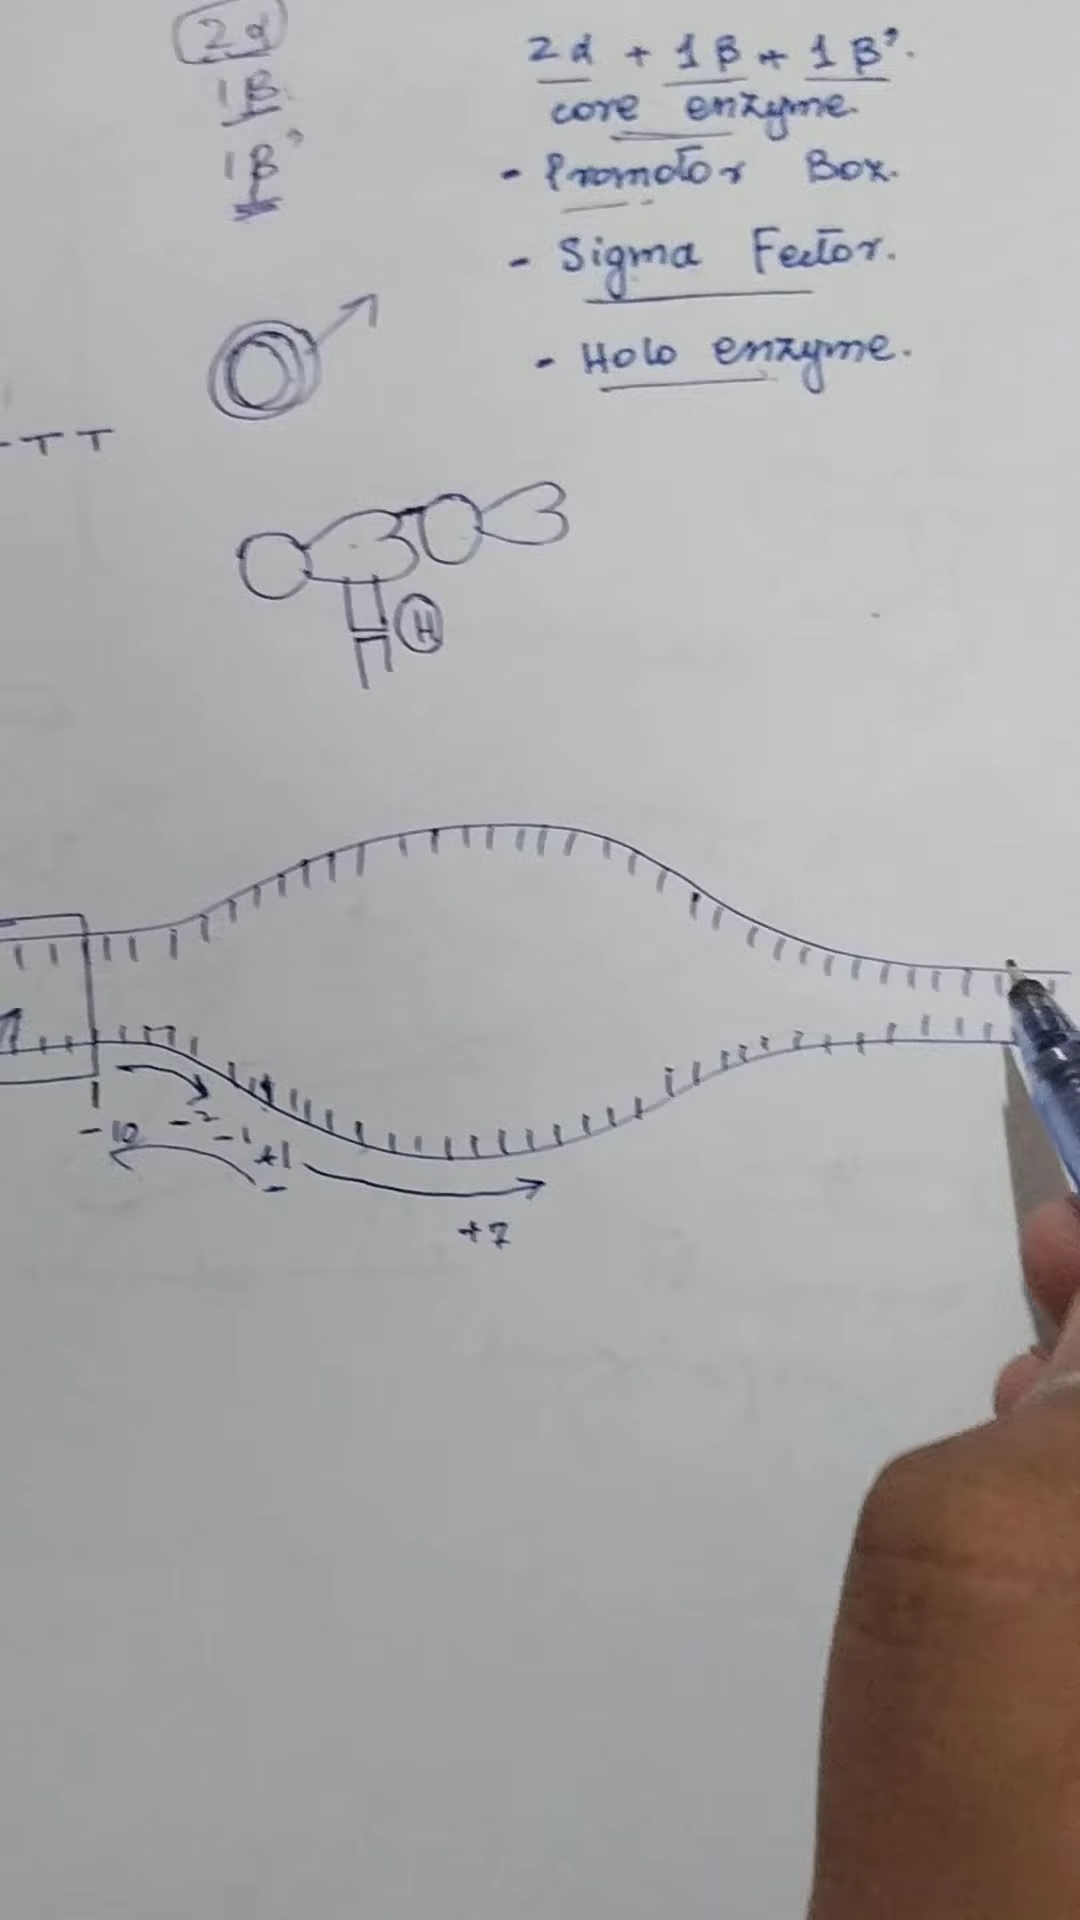 2α
1β
1β'
2α + 1β + 1β'.
core enzyme.
- Promotor Box.
- Sigma Fector.
- Holo enzyme.
-TT
H
-10 -2 -1 +1
-
+7